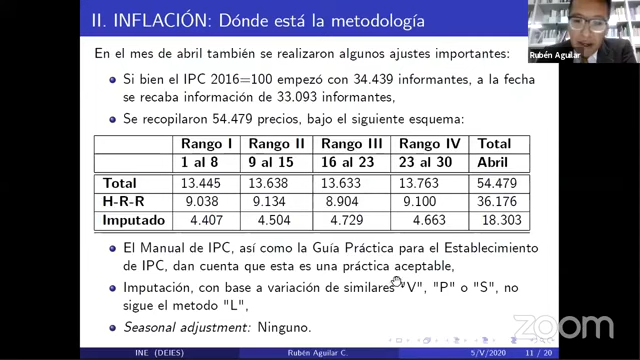 II. INFLACIÓN: Dónde está la metodología
Rubén Aguilar
En el mes de abril también se realizaron algunos ajustes importantes:
Si bien el IPC 2016=100 empezó con 34.439 informantes, a la fecha
se recaba información de 33.093 informantes,
Se recopilaron 54.479 precios, bajo el siguiente esquema:
Rango I Rango II Rango III Rango IV Total
1 al 8 9 al 15 16 al 23 23 al 30 Abril
Total 13.445 13.638 13.633 13.763 54.479
H-R-R 9.038 9.134 8.904 9.100 36.176
Imputado 4.407 4.504 4.729 4.663 18.303
El Manual de IPC, así como la Guía Práctica para el Establecimiento
de IPC, dan cuenta que esta es una práctica aceptable,
Imputación, con base a variación de similares "V", "P" o "S", no
sigue el metodo "L",
Seasonal adjustment: Ninguno.
zoom
INE (DEIES) Rubén Aguilar C. 5/V/2020 11 / 20